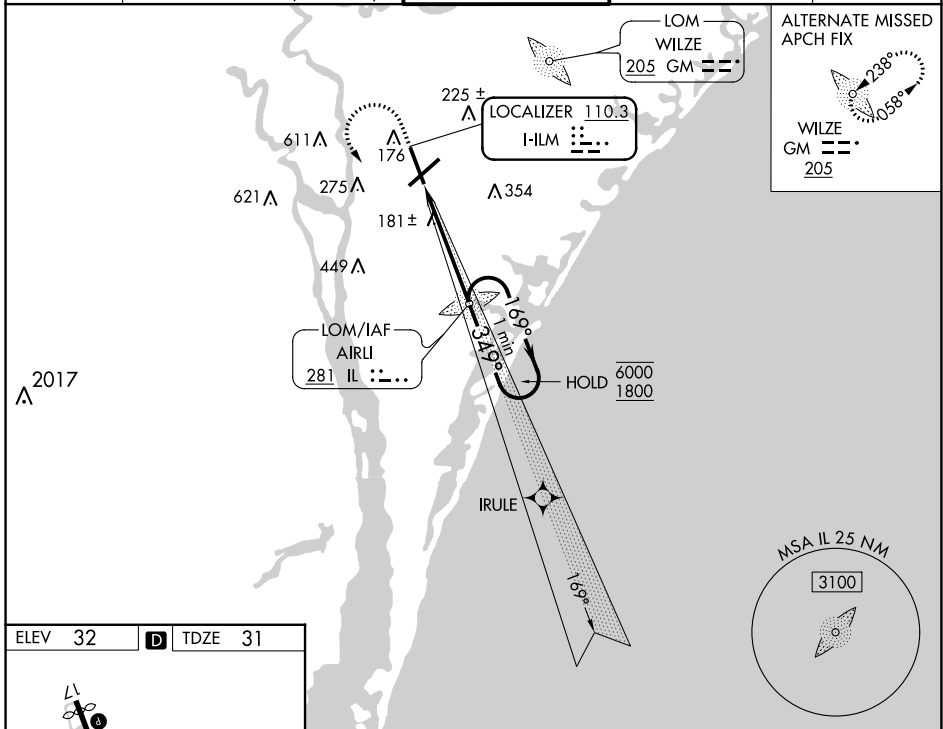 LOM
WILZE
205 GM
ALTERNATE MISSED
APCH FIX
238°
058°
WILZE
GM
205
225 ±
LOCALIZER 110.3
I-ILM
611
176
621
275
354
181 ±
449
169°
1 min
349°
LOM/IAF
AIRLI
281 IL
HOLD 6000
1800
2017
IRULE
169°
MSA IL 25 NM
3100
ELEV 32 D TDZE 31
17
P